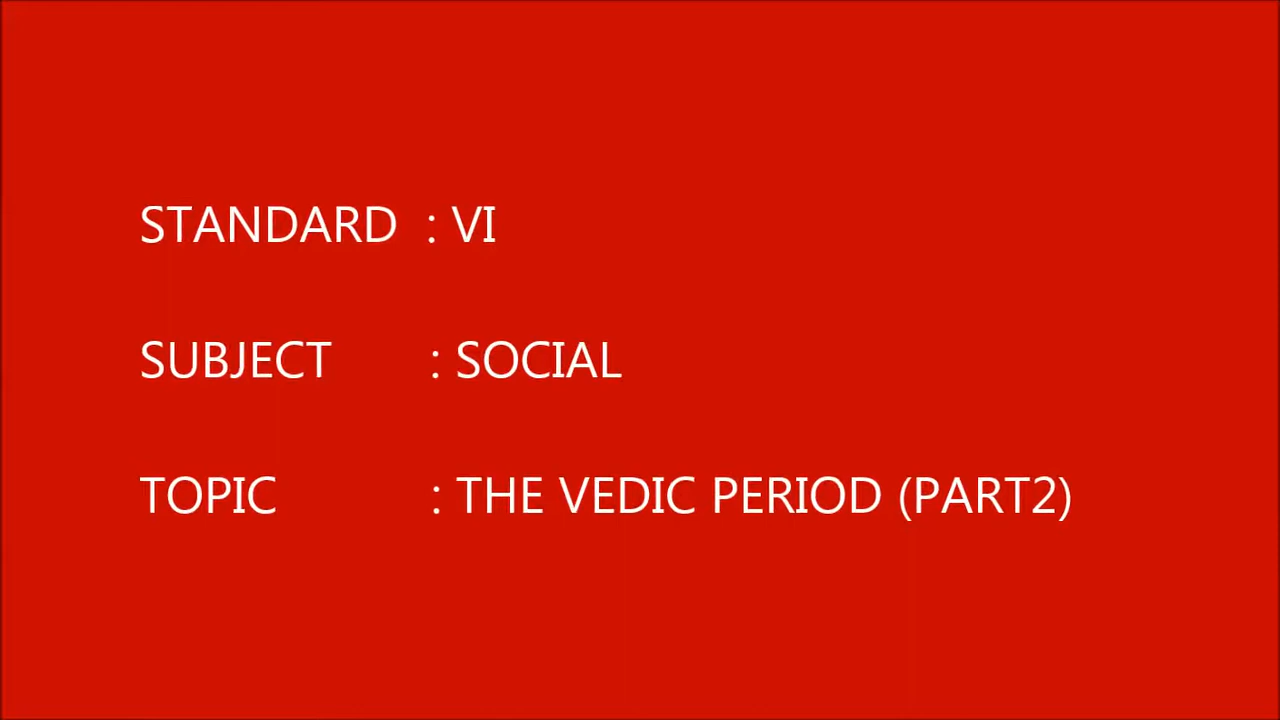 STANDARD : VI
SUBJECT : SOCIAL
TOPIC : THE VEDIC PERIOD (PART2)